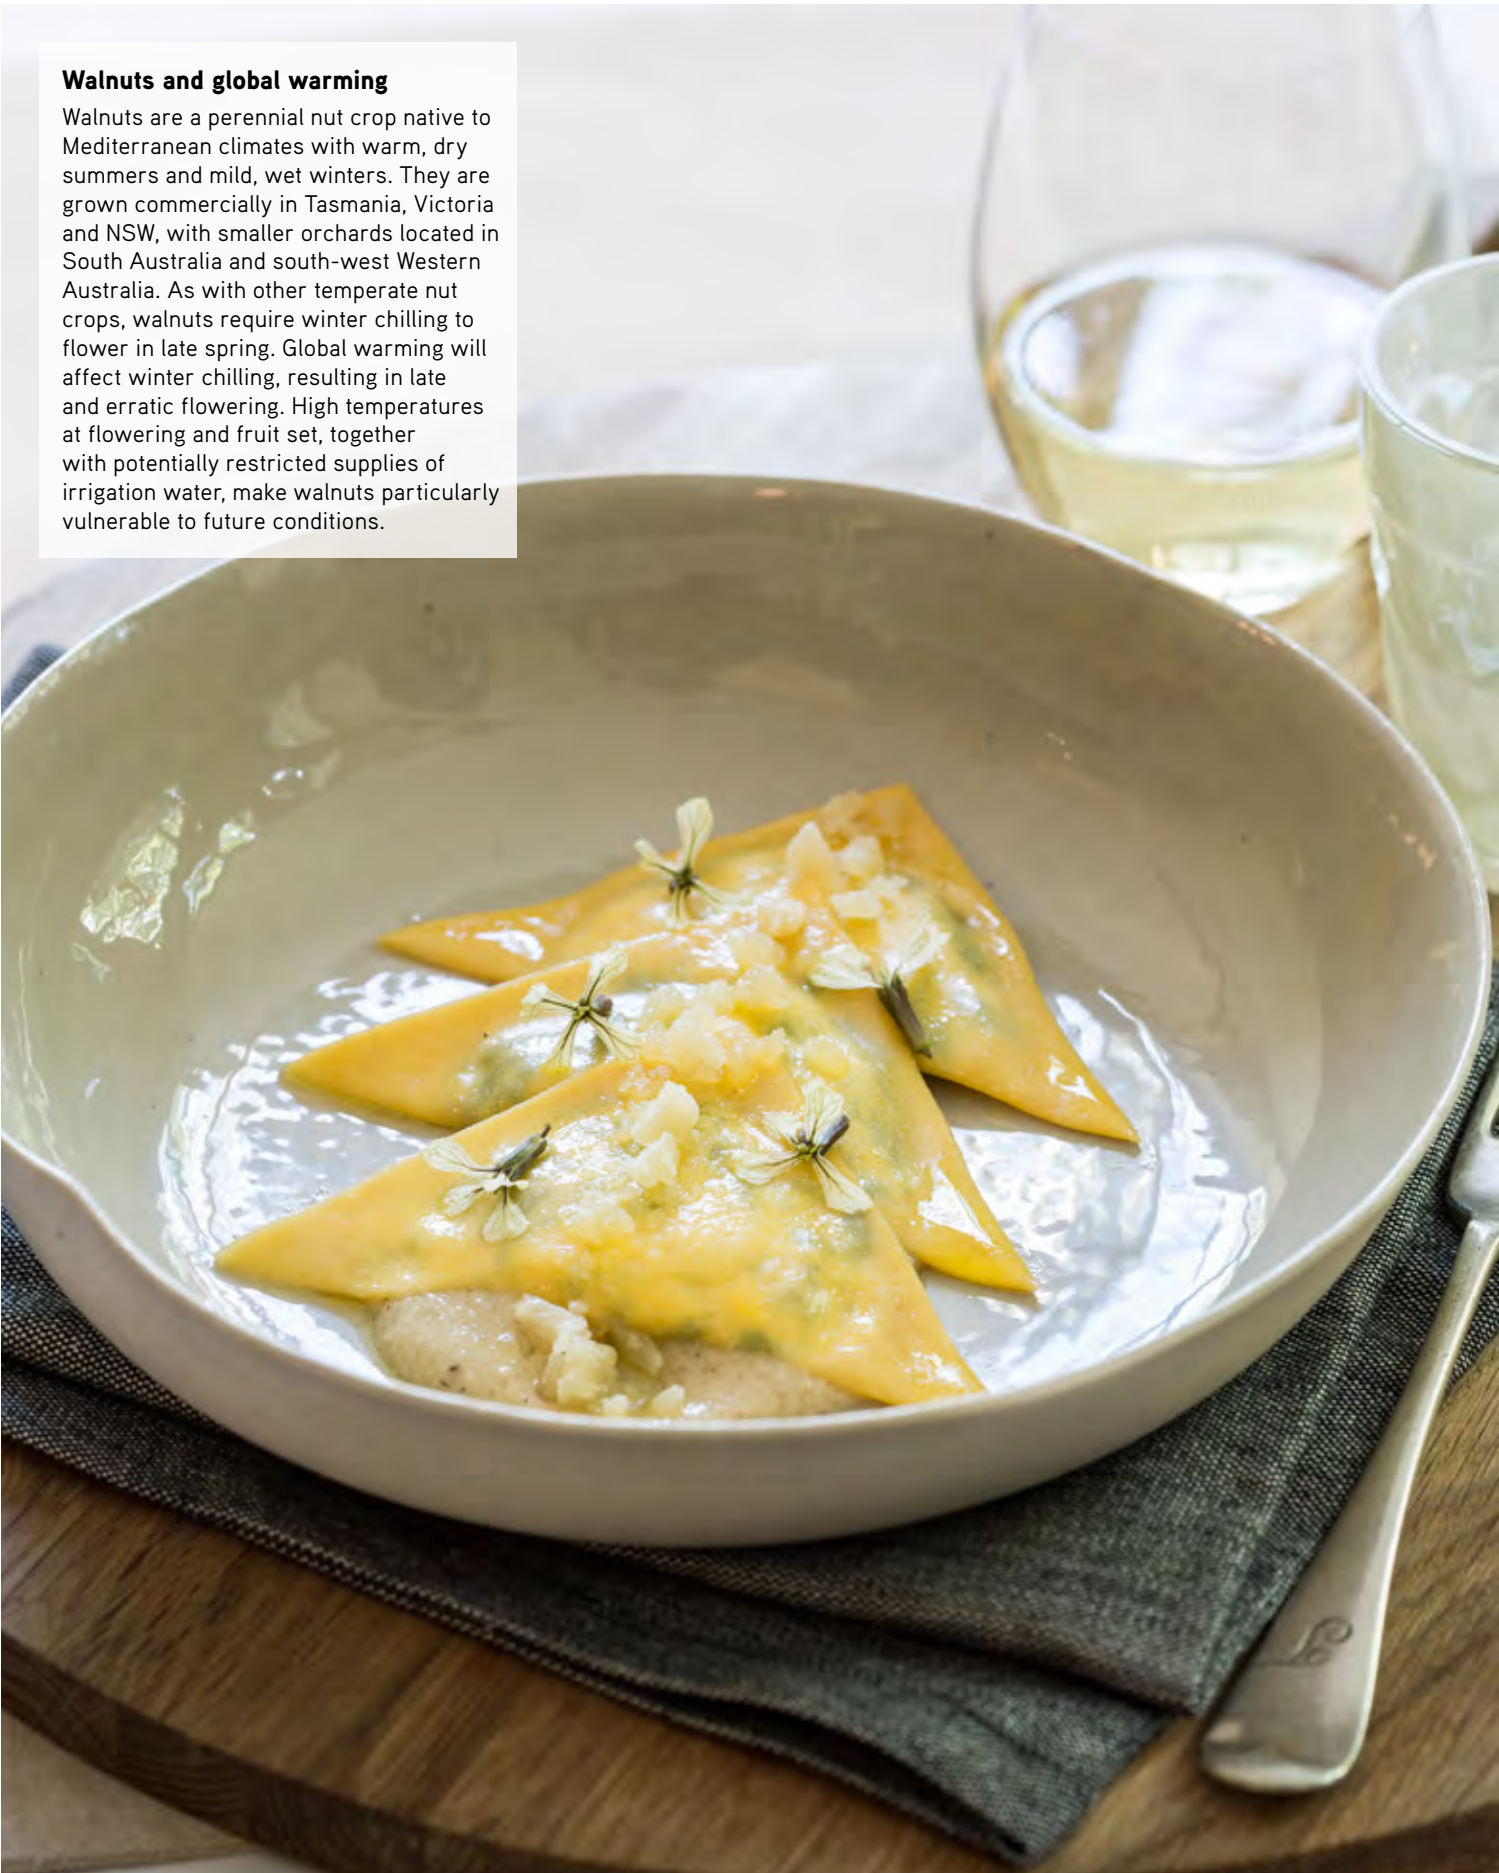 Walnuts and global warming
Walnuts are a perennial nut crop native to
Mediterranean climates with warm, dry
summers and mild, wet winters. They are
grown commercially in Tasmania, Victoria
and NSW, with smaller orchards located in
South Australia and south-west Western
Australia. As with other temperate nut
crops, walnuts require winter chilling to
flower in late spring. Global warming will
affect winter chilling, resulting in late
and erratic flowering. High temperatures
at flowering and fruit set, together
with potentially restricted supplies of
irrigation water, make walnuts particularly
vulnerable to future conditions.